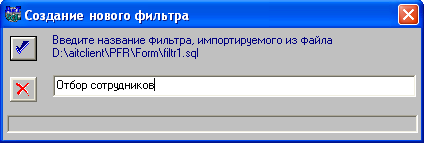 Создание нового фильтра
Введите название фильтра, импортируемого из файла
D:\aitclient\PFR\Form\filtr1.sql
Отбор сотрудников